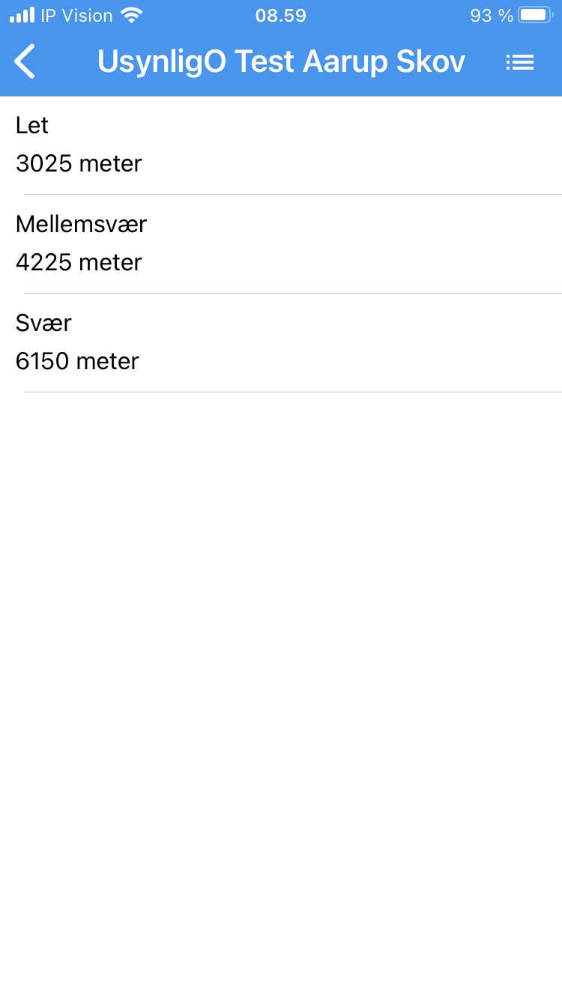 IP Vision 08.59 93 %
UsynligO Test Aarup Skov
Let
3025 meter
Mellemsvær
4225 meter
Svær
6150 meter